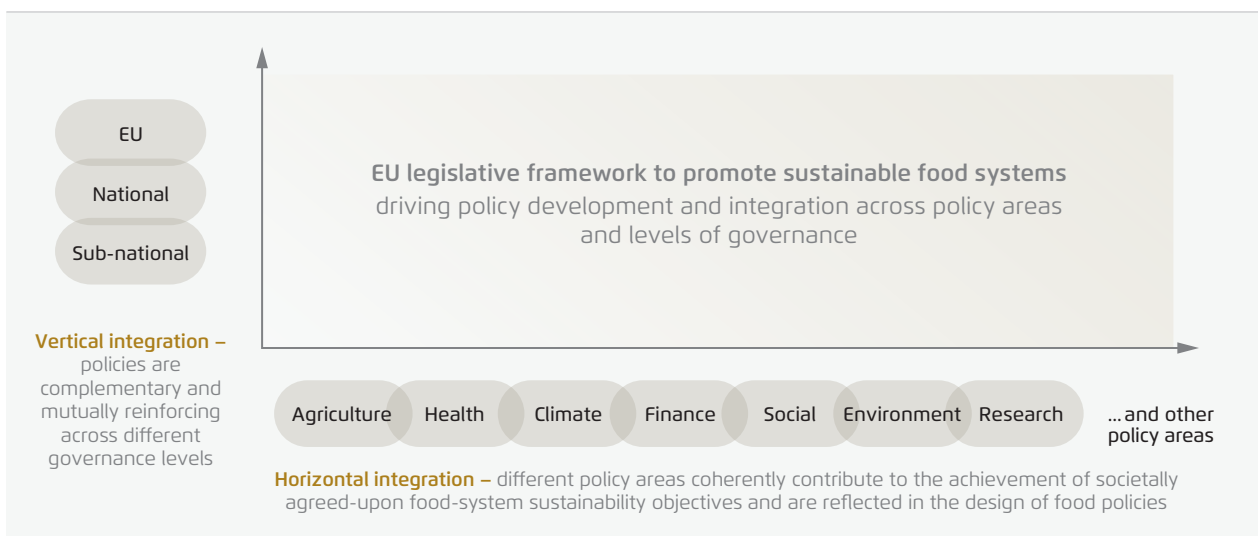 EU
National
Sub-national
EU legislative framework to promote sustainable food systems
driving policy development and integration across policy areas
and levels of governance
Vertical integration –
policies are
complementary and
mutually reinforcing
across different
governance levels
Agriculture
Health
Climate
Finance
Social
Environment
Research
... and other
policy areas
Horizontal integration – different policy areas coherently contribute to the achievement of societally
agreed-upon food-system sustainability objectives and are reflected in the design of food policies